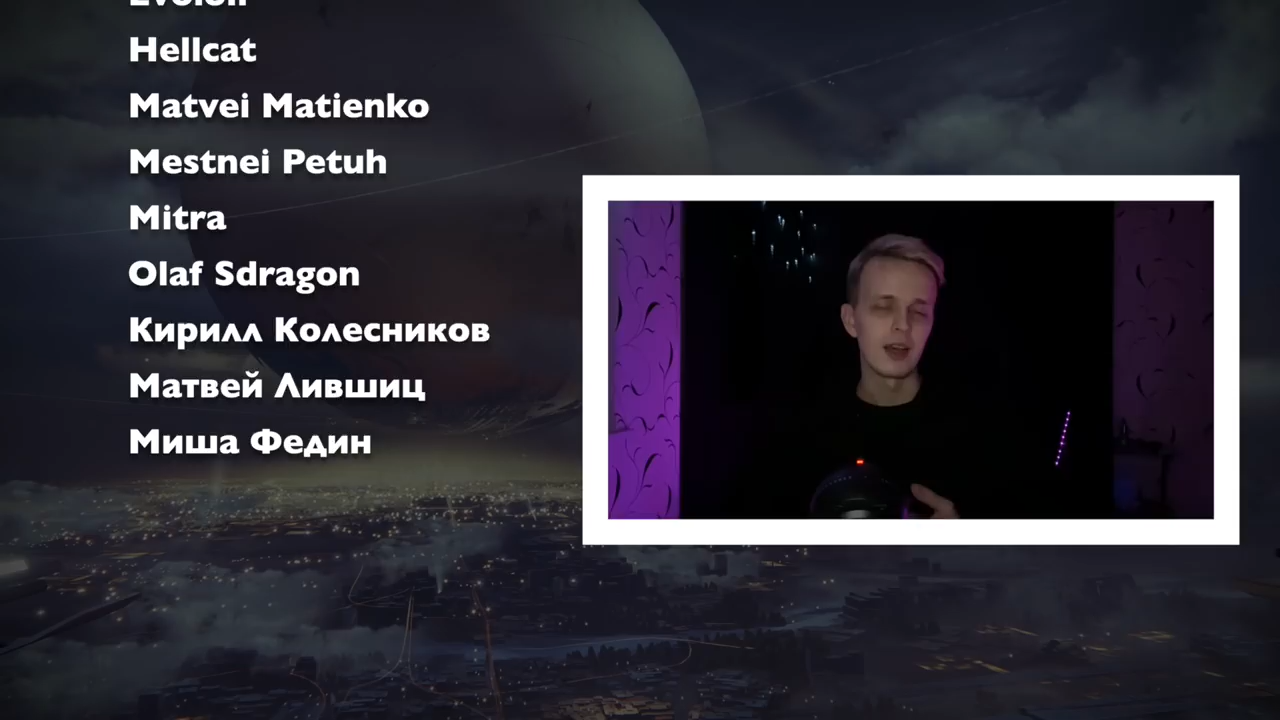 Hellcat
Matvei Matienko
Mestnei Petuh
Mitra
Olaf Sdragon
Кирилл Колесников
Матвей Лившиц
Миша Федин